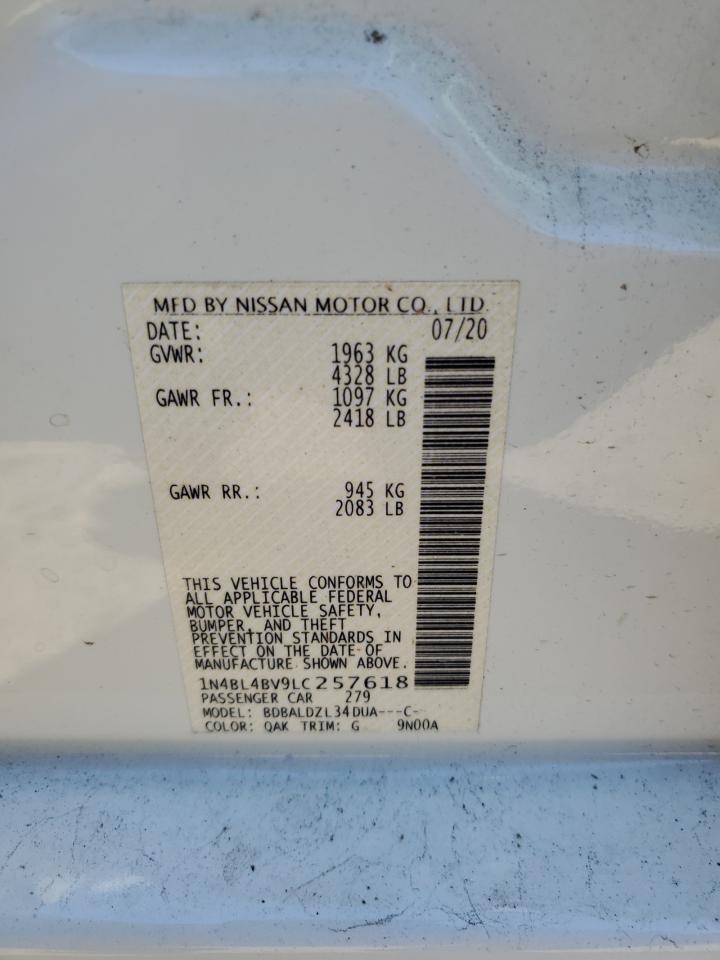 MFD BY NISSAN MOTOR CO., LTD.
DATE: 07/20
GVWR: 1963 KG
4328 LB
GAWR FR.: 1097 KG
2418 LB
GAWR RR.: 945 KG
2083 LB
THIS VEHICLE CONFORMS TO
ALL APPLICABLE FEDERAL
MOTOR VEHICLE SAFETY,
BUMPER, AND THEFT
PREVENTION STANDARDS IN
EFFECT ON THE DATE OF
MANUFACTURE SHOWN ABOVE.
1N4BL4BV9LC257618
PASSENGER CAR 279
MODEL: BDBALDZL34DUA---C-
COLOR: QAK TRIM: G 9N00A